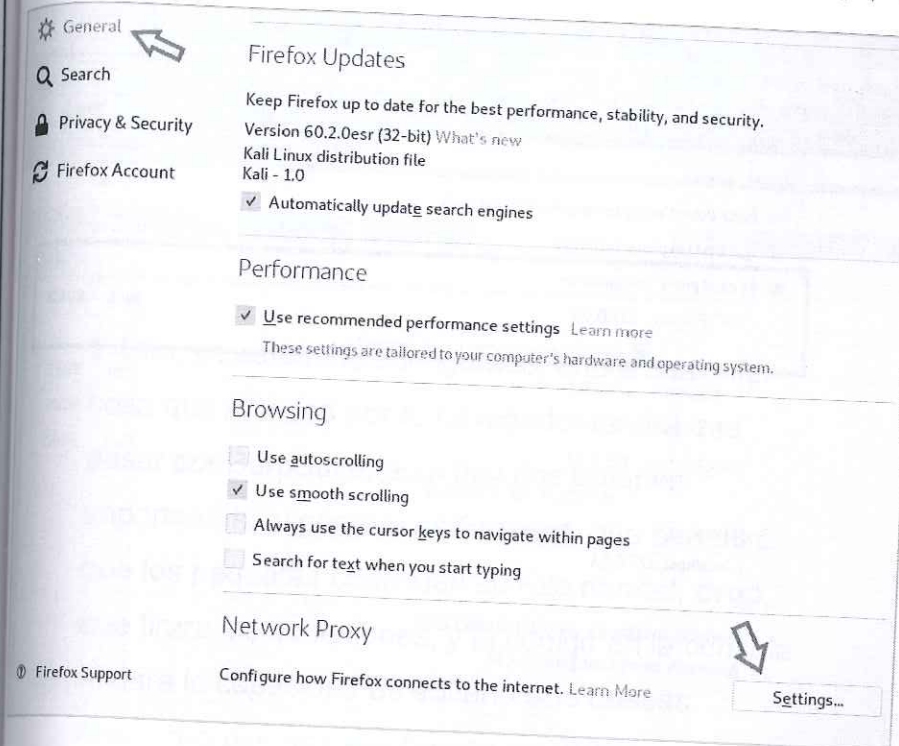 General
Search
Privacy & Security
Firefox Account
Firefox Updates
Keep Firefox up to date for the best performance, stability, and security.
Version 60.2.0esr (32-bit) What's new
Kali Linux distribution file
Kali - 1.0
Automatically update search engines
Performance
Use recommended performance settings Learn more
These settings are tailored to your computer's hardware and operating system.
Browsing
Use autoscrolling
Use smooth scrolling
Always use the cursor keys to navigate within pages
Search for text when you start typing
Network Proxy
Configure how Firefox connects to the internet. Learn More
Settings...
Firefox Support